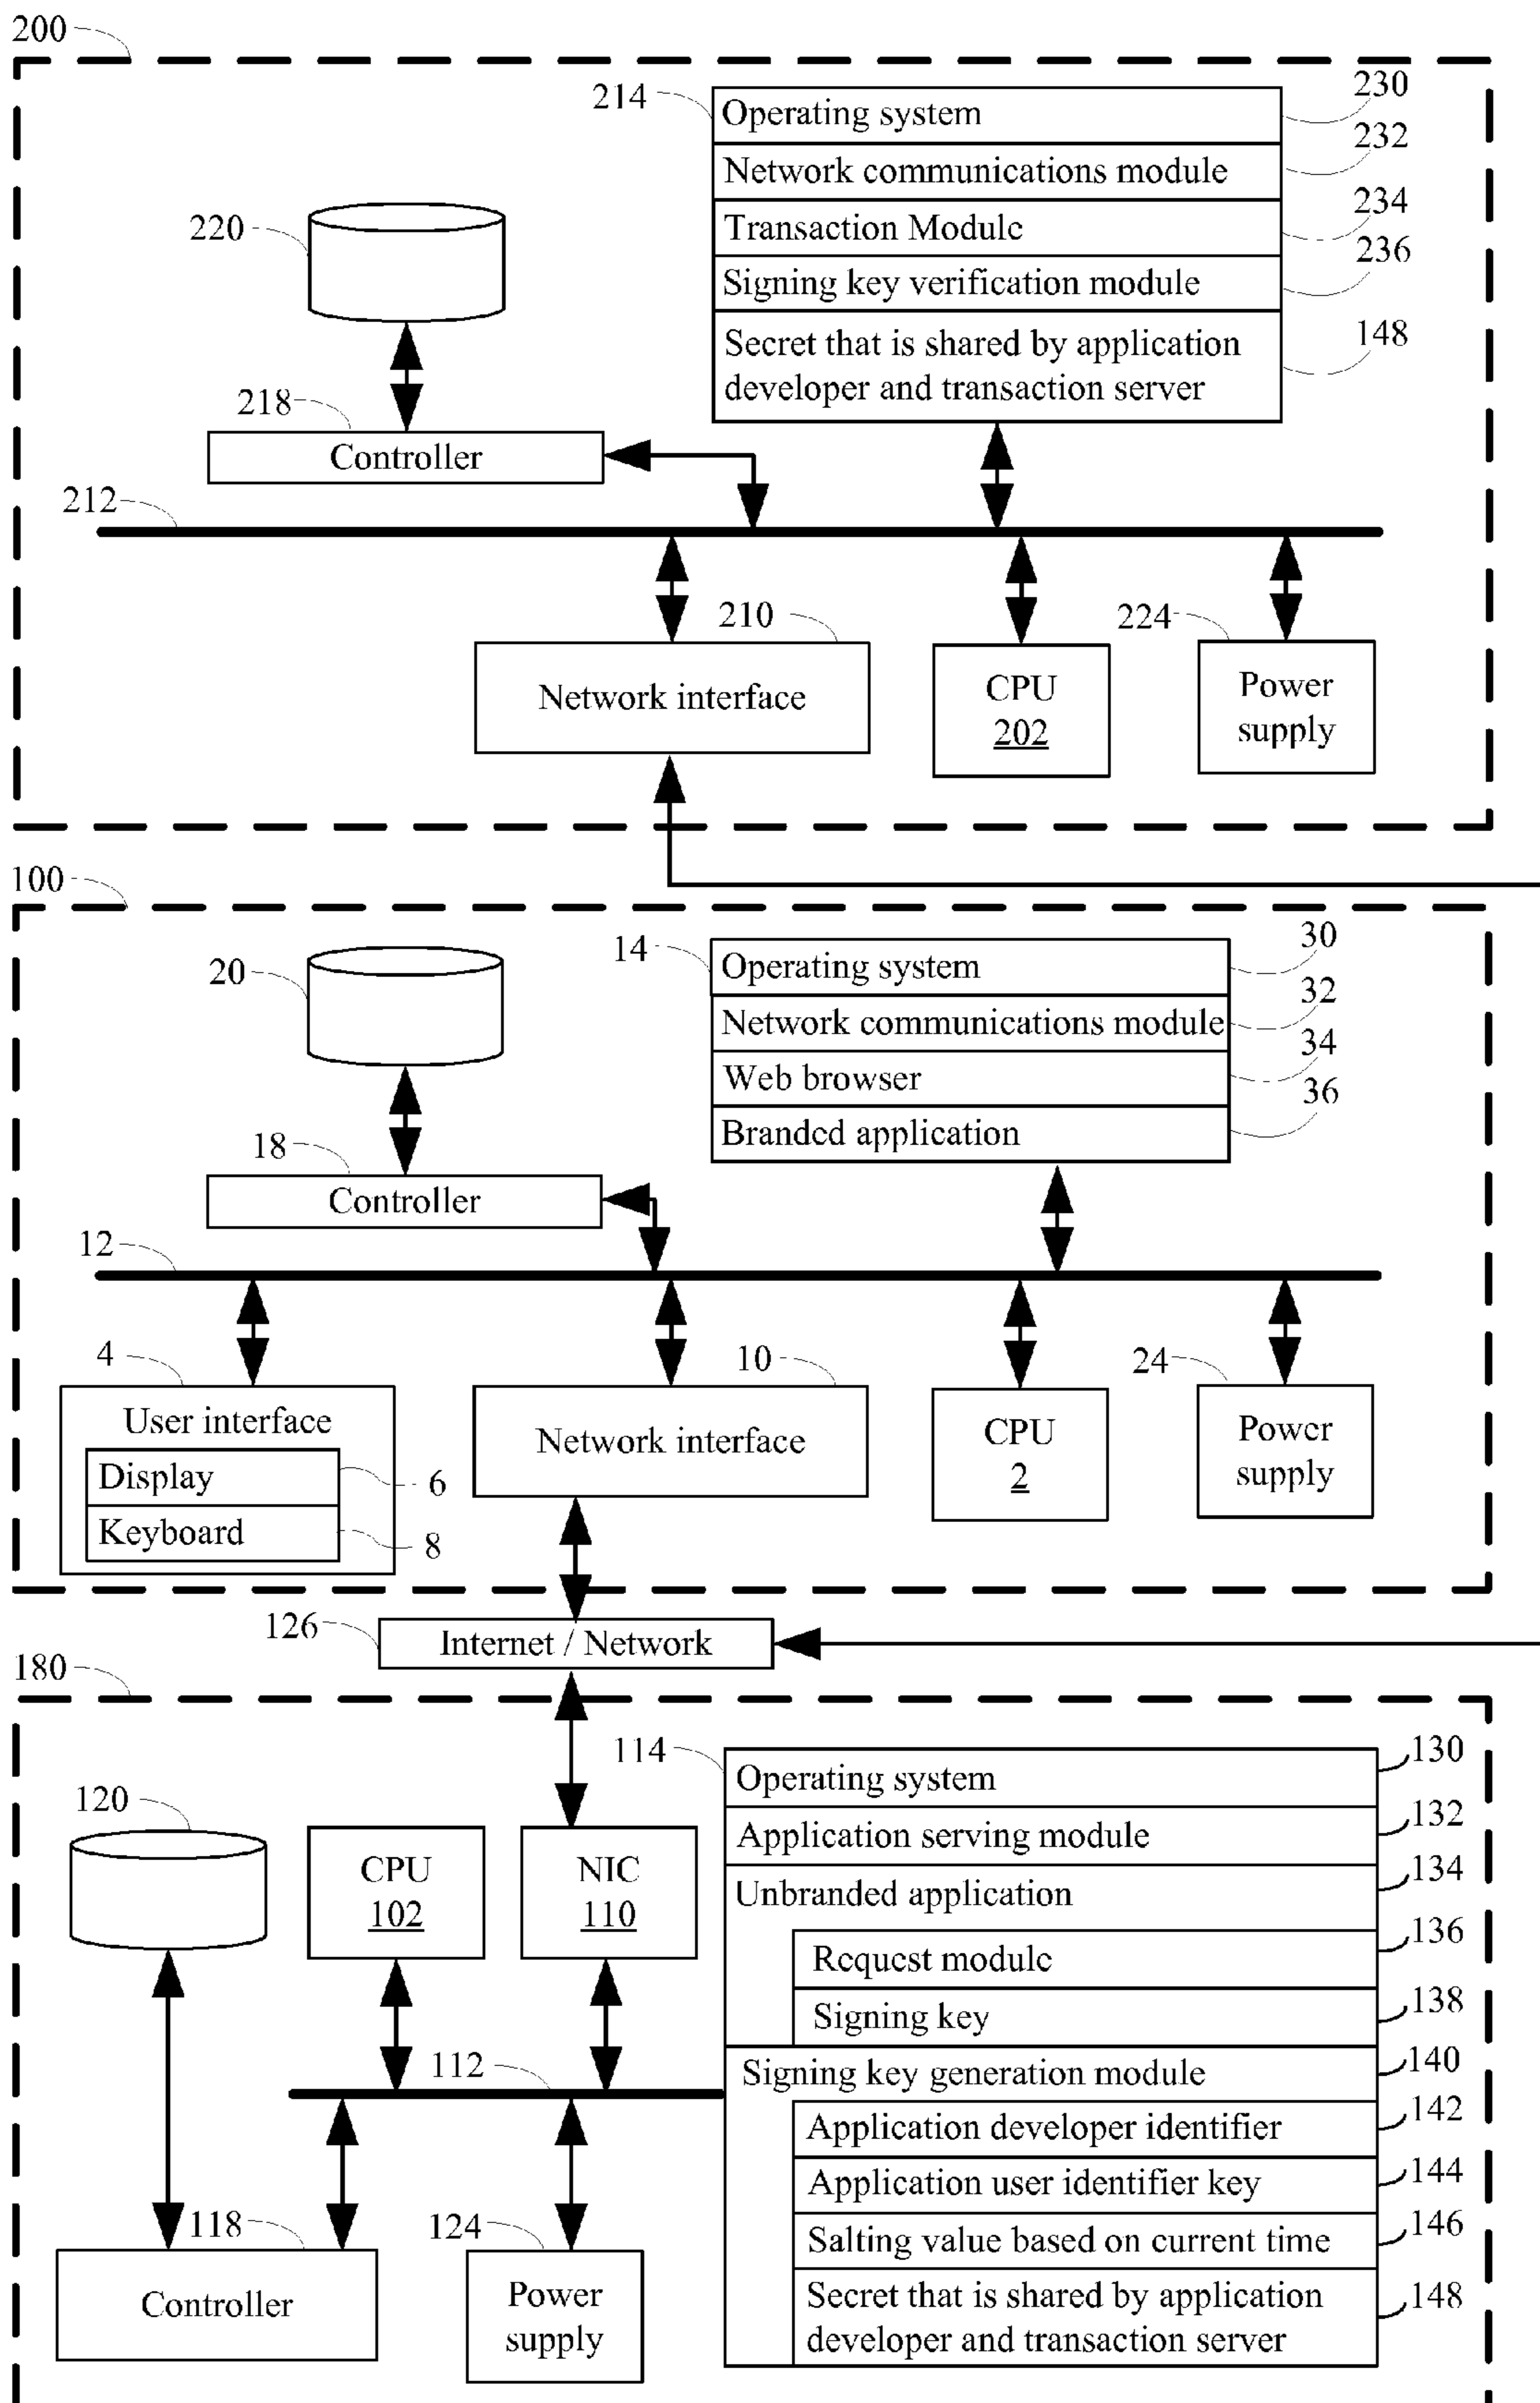 200
214
Operating system
230
Network communications module
232
Transaction Module
234
Signing key verification module
236
Secret that is shared by application
developer and transaction server
148
220
218
Controller
212
210
Network interface
CPU
202
224
Power
supply
100
20
14
Operating system
30
Network communications module
32
Web browser
34
Branded application
36
18
Controller
12
4
User interface
Display
6
Keyboard
8
10
Network interface
CPU
2
24
Power
supply
126
Internet / Network
180
114
Operating system
130
Application serving module
132
Unbranded application
134
Request module
136
Signing key
138
Signing key generation module
140
Application developer identifier
142
Application user identifier key
144
Salting value based on current time
146
Secret that is shared by application
developer and transaction server
148
120
CPU
102
NIC
110
112
118
Controller
124
Power
supply